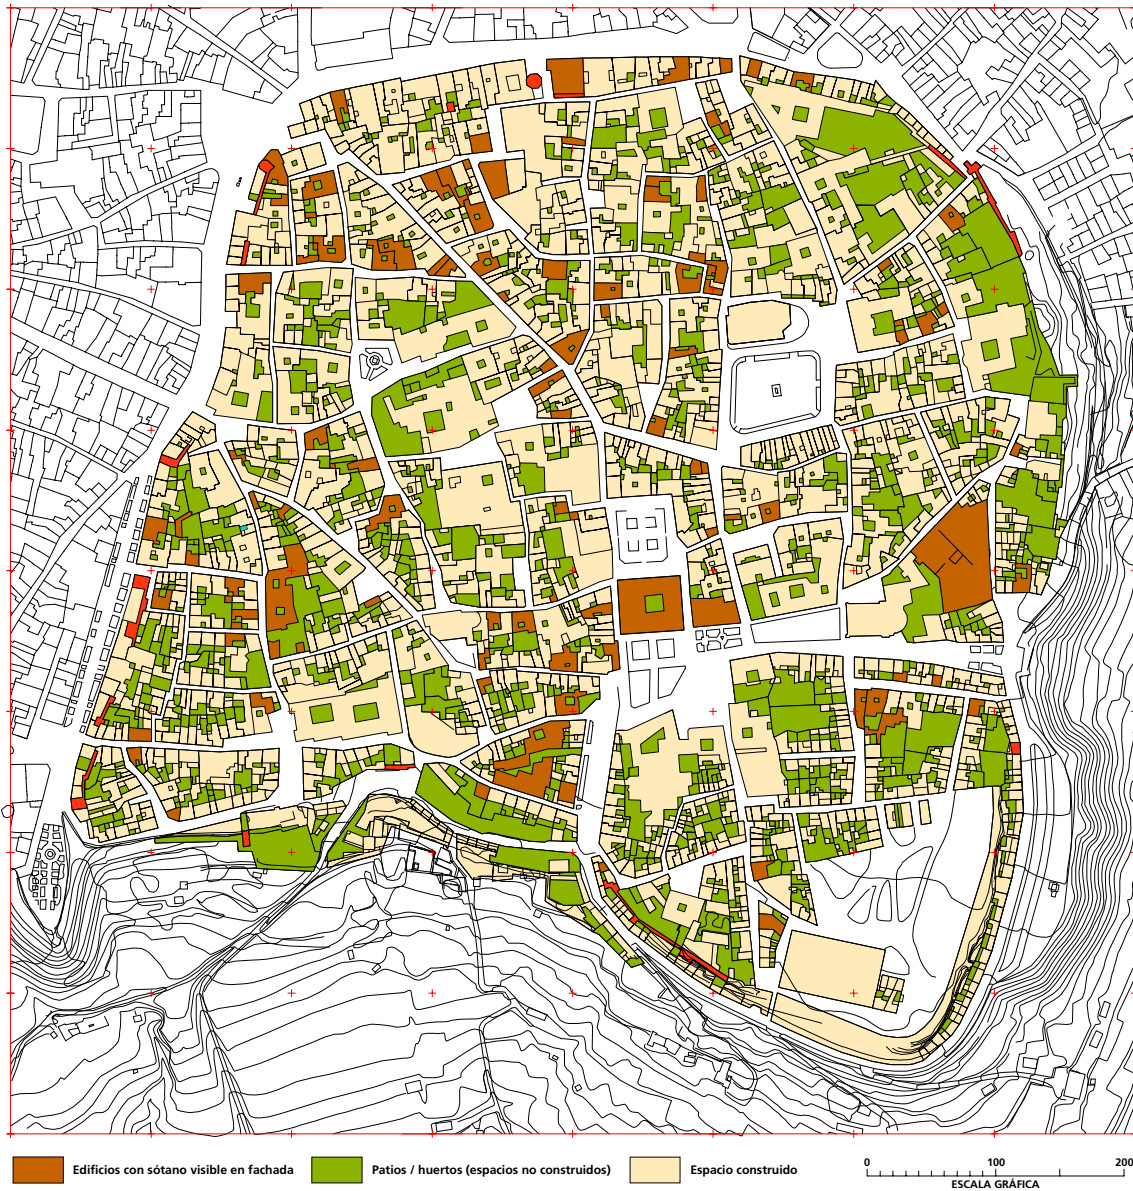 Edificios con sótano visible en fachada
Patios / huertos (espacios no construidos)
Espacio construido
0 100 200
ESCALA GRÁFICA